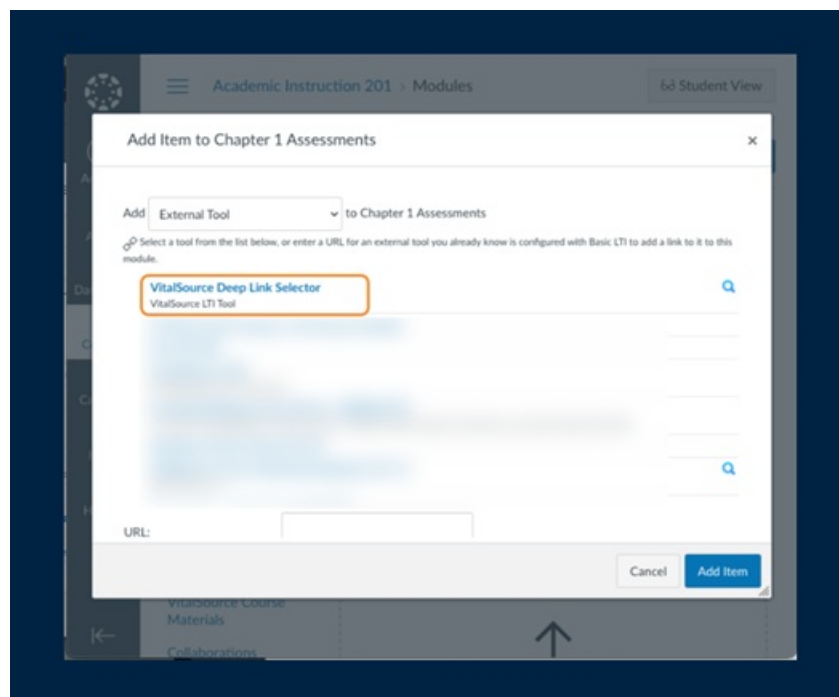 Academic Instruction 201 › Modules
Student View
Add Item to Chapter 1 Assessments
×
Add External Tool to Chapter 1 Assessments
Select a tool from the list below, or enter a URL for an external tool you already know is configured with Basic LTI to add a link to it to this
module.
VitalSource Deep Link Selector
VitalSource LTI Tool
URL:
Cancel
Add Item
VitalSource Course
Materials
Collaborations